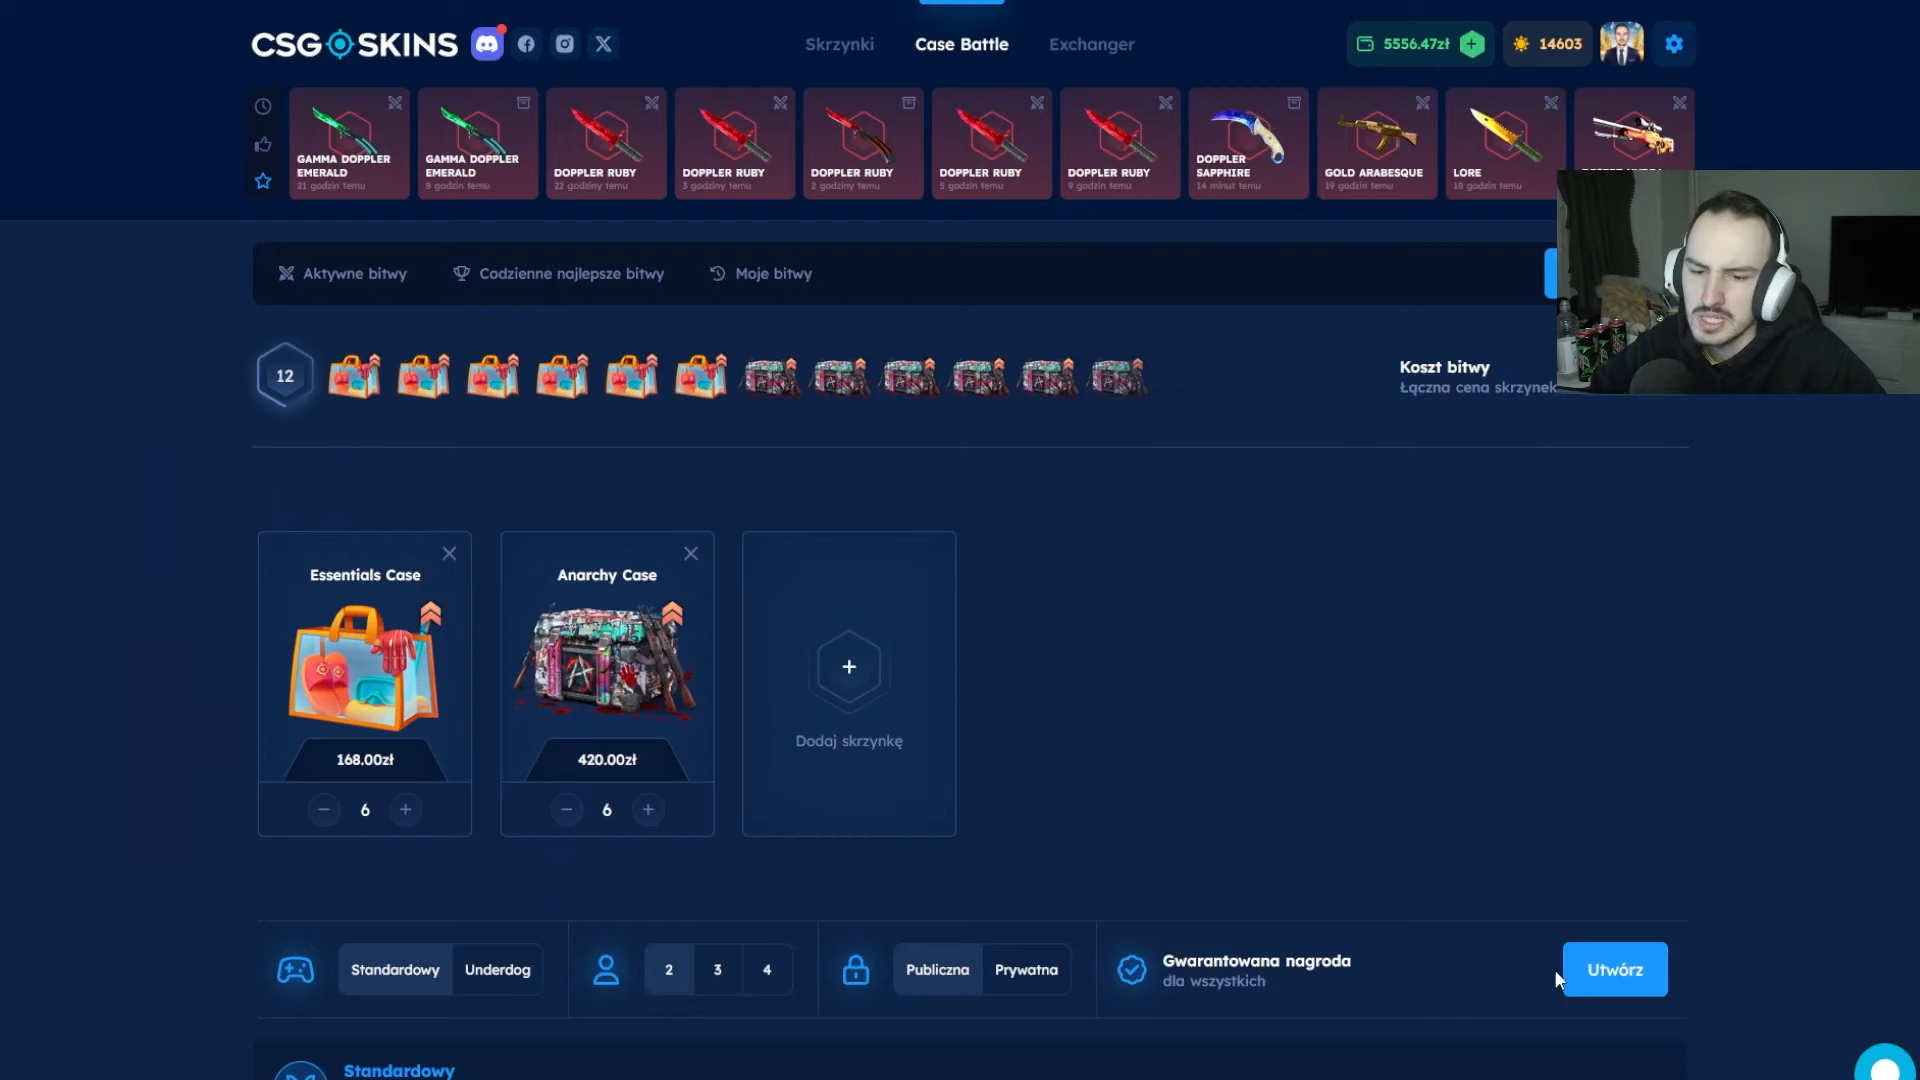 CSG SKINS
Skrzynki
Case Battle
Exchanger
5556.47zł
14603
GAMMA DOPPLER
EMERALD
21 godzin temu
GAMMA DOPPLER
EMERALD
8 godzin temu
DOPPLER RUBY
22 godziny temu
DOPPLER RUBY
3 godziny temu
DOPPLER RUBY
2 godziny temu
DOPPLER RUBY
5 godzin temu
DOPPLER RUBY
9 godzin temu
DOPPLER
SAPPHIRE
14 minut temu
GOLD ARABESQUE
19 godzin temu
LORE
18 godzin temu
Aktywne bitwy
Codzienne najlepsze bitwy
Moje bitwy
12
Koszt bitwy
Łączna cena skrzynek
Essentials Case
168.00zł
6
Anarchy Case
420.00zł
6
Dodaj skrzynkę
Standardowy
Underdog
2
3
4
Publiczna
Prywatna
Gwarantowana nagroda
dla wszystkich
Utwórz
Standardowy